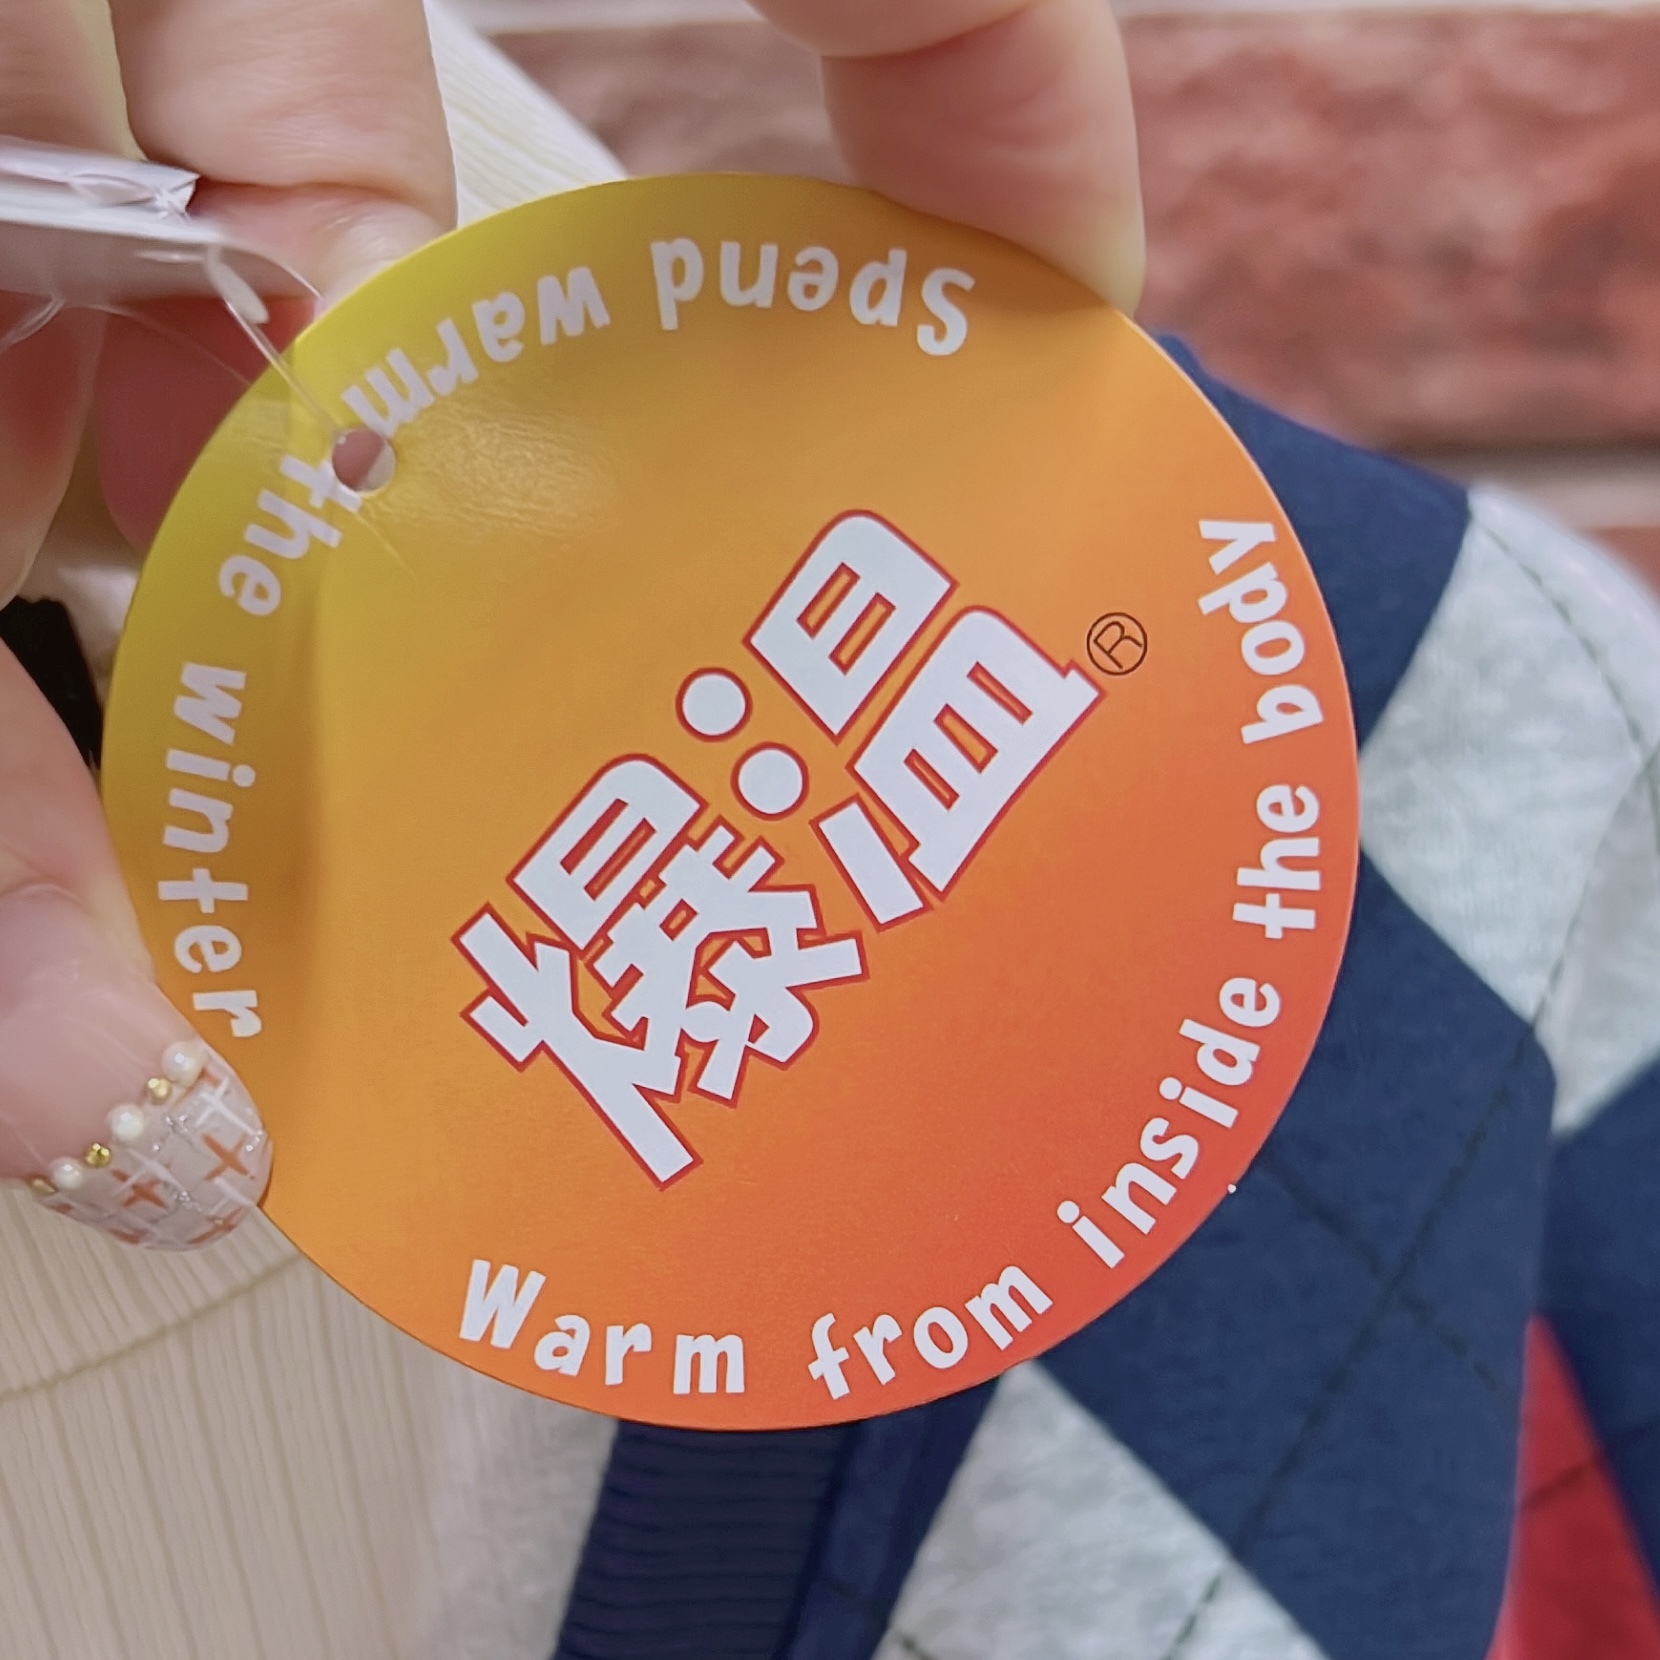 Spend warm the winter
爆温®
Warm from inside the body